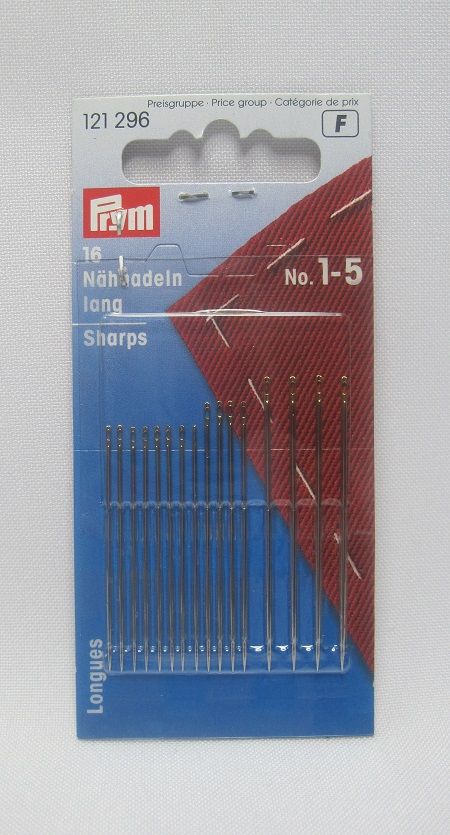 Preisgruppe · Price group · Catégorie de prix
121 296
F
Prym
16
Nähnadeln
lang
No. 1-5
Sharps
Longues